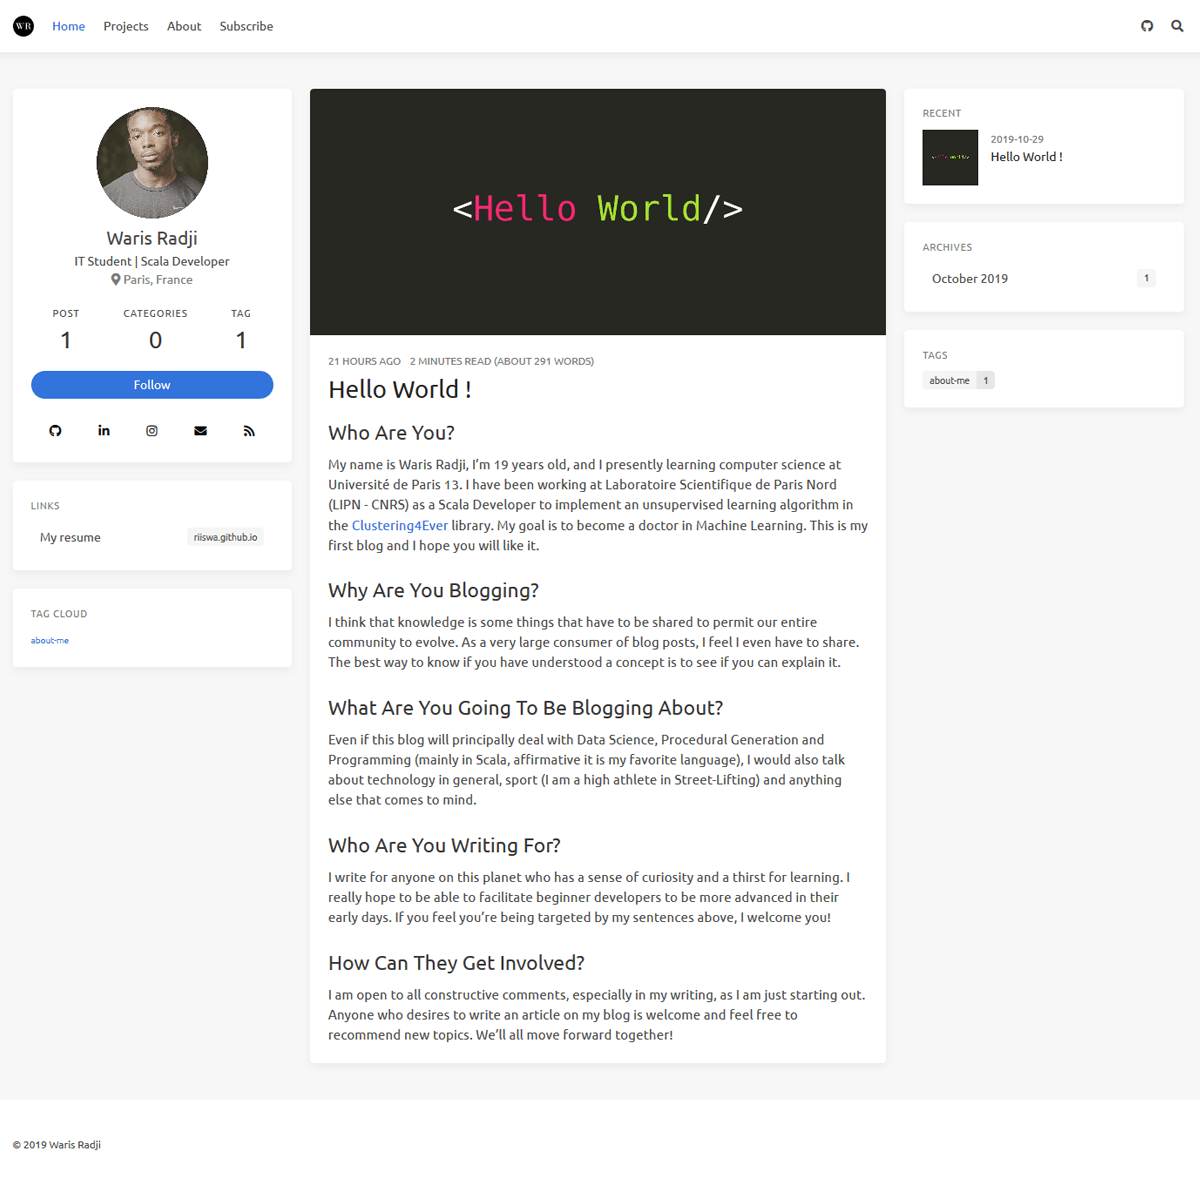 WR
Home Projects About Subscribe
Waris Radji
IT Student | Scala Developer
Paris, France
POST CATEGORIES TAG
1 0 1
Follow
LINKS
My resume riiswa.github.io
TAG CLOUD
about-me
<Hello World/>
21 HOURS AGO 2 MINUTES READ (ABOUT 291 WORDS)
Hello World !
Who Are You?
My name is Waris Radji, I’m 19 years old, and I presently learning computer science at
Université de Paris 13. I have been working at Laboratoire Scientifique de Paris Nord
(LIPN - CNRS) as a Scala Developer to implement an unsupervised learning algorithm in
the Clustering4Ever library. My goal is to become a doctor in Machine Learning. This is my
first blog and I hope you will like it.
Why Are You Blogging?
I think that knowledge is some things that have to be shared to permit our entire
community to evolve. As a very large consumer of blog posts, I feel I even have to share.
The best way to know if you have understood a concept is to see if you can explain it.
What Are You Going To Be Blogging About?
Even if this blog will principally deal with Data Science, Procedural Generation and
Programming (mainly in Scala, affirmative it is my favorite language), I would also talk
about technology in general, sport (I am a high athlete in Street-Lifting) and anything
else that comes to mind.
Who Are You Writing For?
I write for anyone on this planet who has a sense of curiosity and a thirst for learning. I
really hope to be able to facilitate beginner developers to be more advanced in their
early days. If you feel you’re being targeted by my sentences above, I welcome you!
How Can They Get Involved?
I am open to all constructive comments, especially in my writing, as I am just starting out.
Anyone who desires to write an article on my blog is welcome and feel free to
recommend new topics. We’ll all move forward together!
RECENT
<Hello World/>
2019-10-29
Hello World !
ARCHIVES
October 2019 1
TAGS
about-me 1
© 2019 Waris Radji